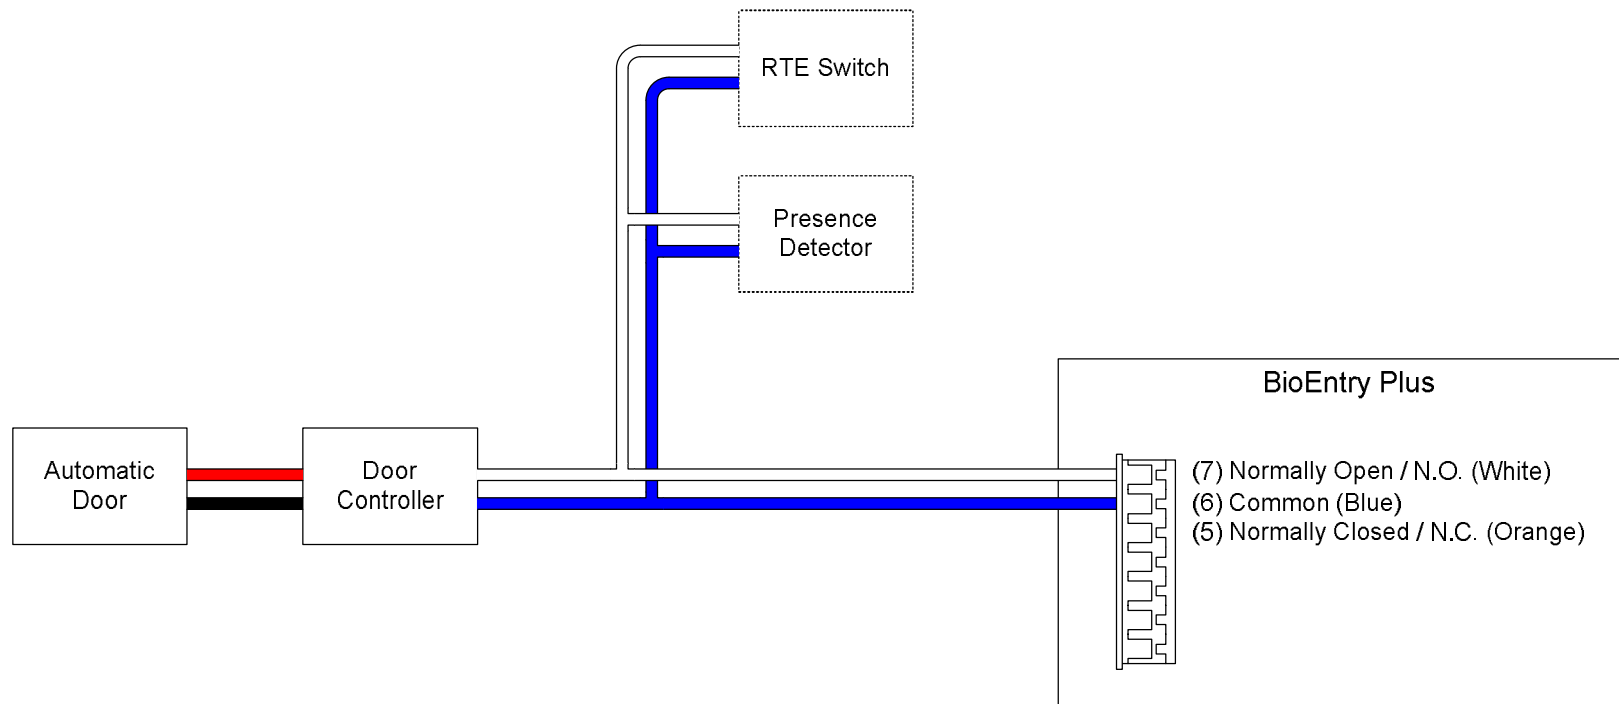 RTE Switch
Presence
Detector
BioEntry Plus
Automatic
Door
Door
Controller
(7) Normally Open / N.O. (White)
(6) Common (Blue)
(5) Normally Closed / N.C. (Orange)